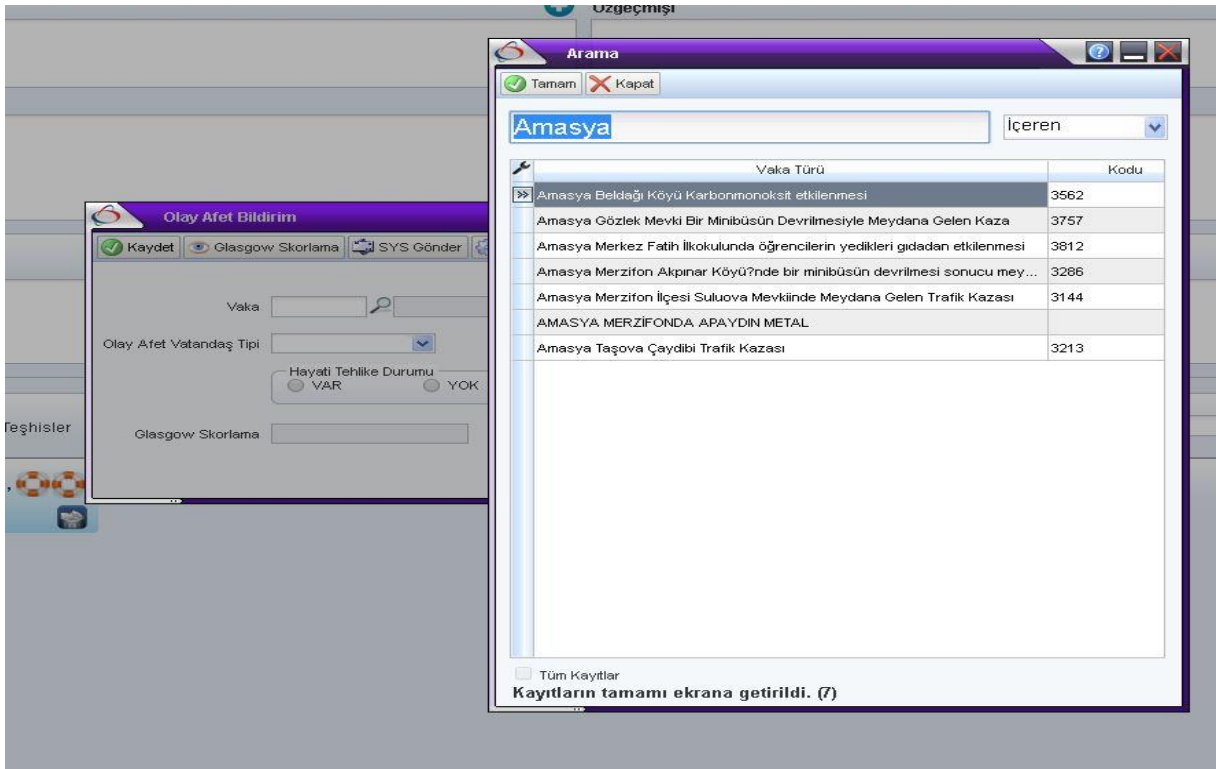 Özgeçmişi
Arama
Tamam Kapat
Amasya İçeren
Vaka Türü Kodu
Amasya Beldağı Köyü Karbonmonoksit etkilenmesi 3562
Amasya Gözlek Mevki Bir Minibüsün Devrilmesiyle Meydana Gelen Kaza 3757
Amasya Merkez Fatih İlkokulunda öğrencilerin yedikleri gıdadan etkilenmesi 3812
Amasya Merzifon Akpınar Köyü?nde bir minibüsün devrilmesi sonucu mey... 3286
Amasya Merzifon İlçesi Suluova Mevkiinde Meydana Gelen Trafik Kazası 3144
AMASYA MERZİFONDA APAYDIN METAL
Amasya Taşova Çaydibi Trafik Kazası 3213
Tüm Kayıtlar
Kayıtların tamamı ekrana getirildi. (7)
Olay Afet Bildirim
Kaydet Glasgow Skorlama SYS Gönder
Vaka
Olay Afet Vatandaş Tipi
Hayati Tehlike Durumu
VAR YOK
Glasgow Skorlama
Teşhisler